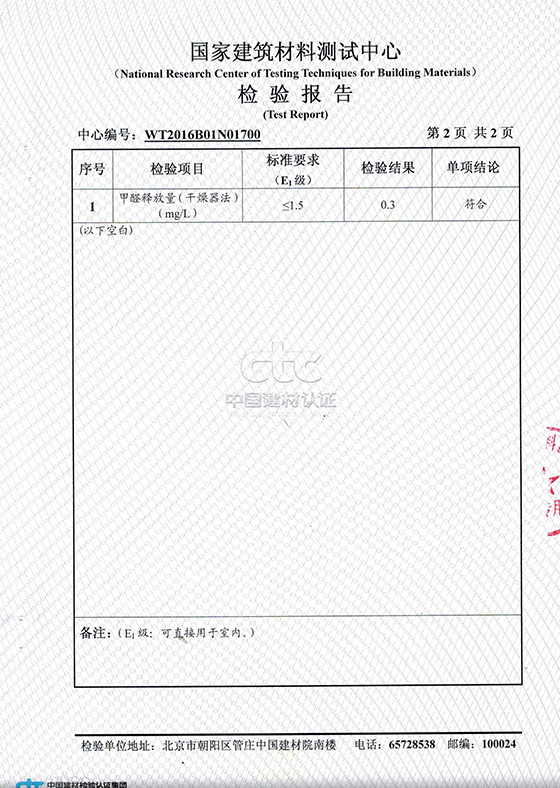 国家建筑材料测试中心
（National Research Center of Testing Techniques for Building Materials）
检 验 报 告
(Test Report)
中心编号：WT2016B01N01700 第 2 页 共 2 页
序号 检验项目 标准要求（E1 级） 检验结果 单项结论
1 甲醛释放量(干燥器法)（mg/L） ≤1.5 0.3 符合
(以下空白)
ctc
中国建材认证
备注：（E1 级：可直接用于室内。）
检验单位地址：北京市朝阳区管庄中国建材院南楼 电话：65728538 邮编：100024
中国建材检验认证集团